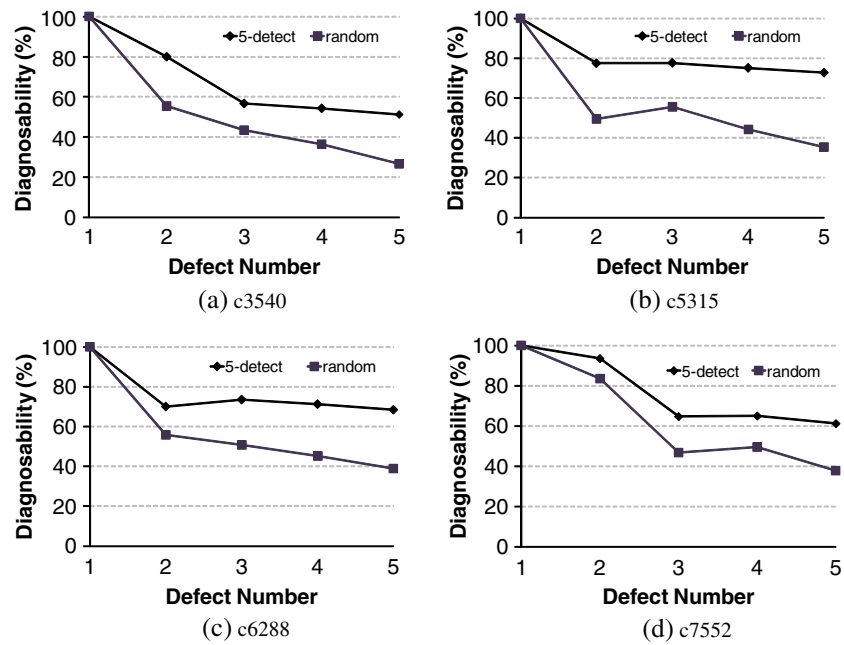 Diagnosability (%)
100
80
60
40
20
0
5-detect
random
1 2 3 4 5
Defect Number
(a) c3540
Diagnosability (%)
100
80
60
40
20
0
5-detect
random
1 2 3 4 5
Defect Number
(b) c5315
Diagnosability (%)
100
80
60
40
20
0
5-detect
random
1 2 3 4 5
Defect Number
(c) c6288
Diagnosability (%)
100
80
60
40
20
0
5-detect
random
1 2 3 4 5
Defect Number
(d) c7552